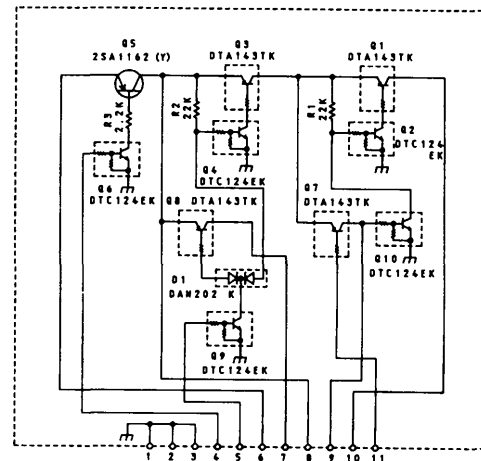 Q5
2SA1162 (Y)
Q3
DTA143TK
Q1
DTA143TK
R3
2.2K
R2
22K
R1
22K
Q4
DTC124EK
Q2
DTC124
EK
Q6
DTC124EK
Q8
DTA143TK
Q7
DTA143TK
Q10
DTC124EK
D1
DAN202 K
Q9
DTC124EK
1 2 3 4 5 6 7 8 9 10 11